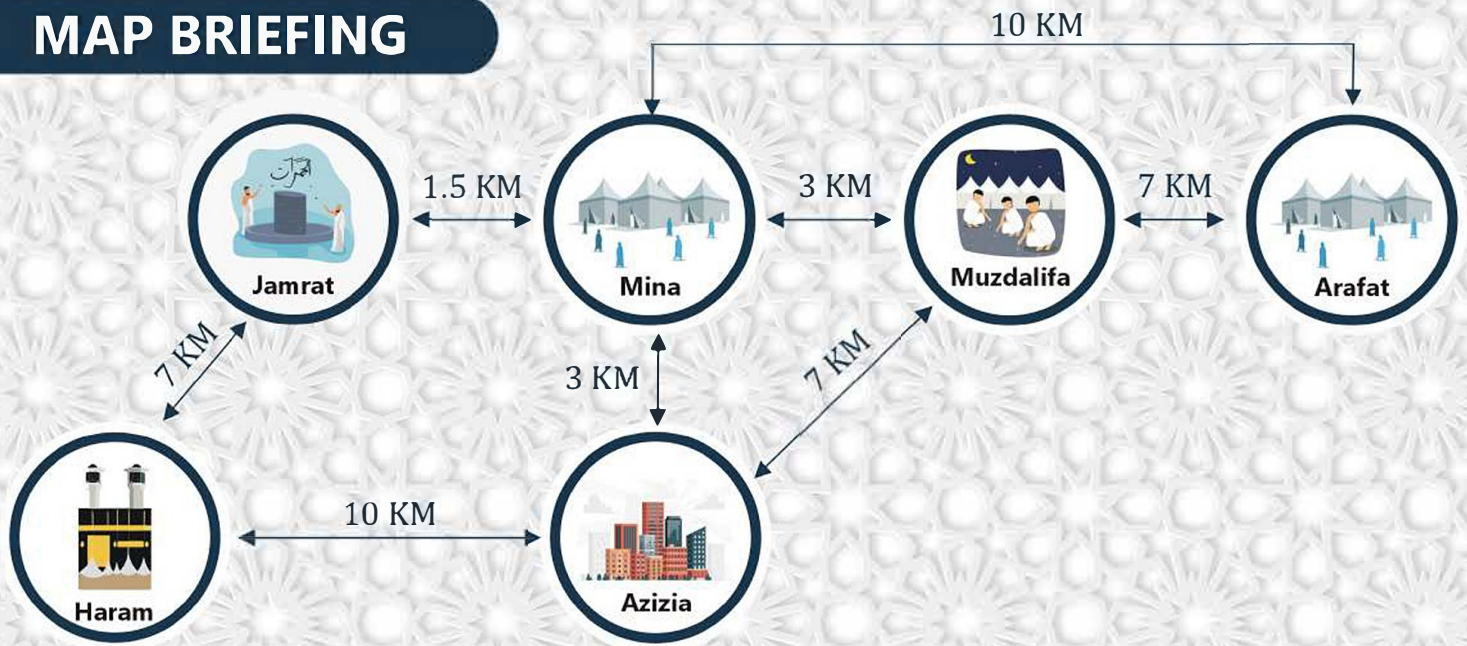 MAP BRIEFING
10 KM
الجمرات
1.5 KM
3 KM
7 KM
Jamrat
Mina
Muzdalifa
Arafat
7 KM
3 KM
7 KM
10 KM
Haram
Azizia